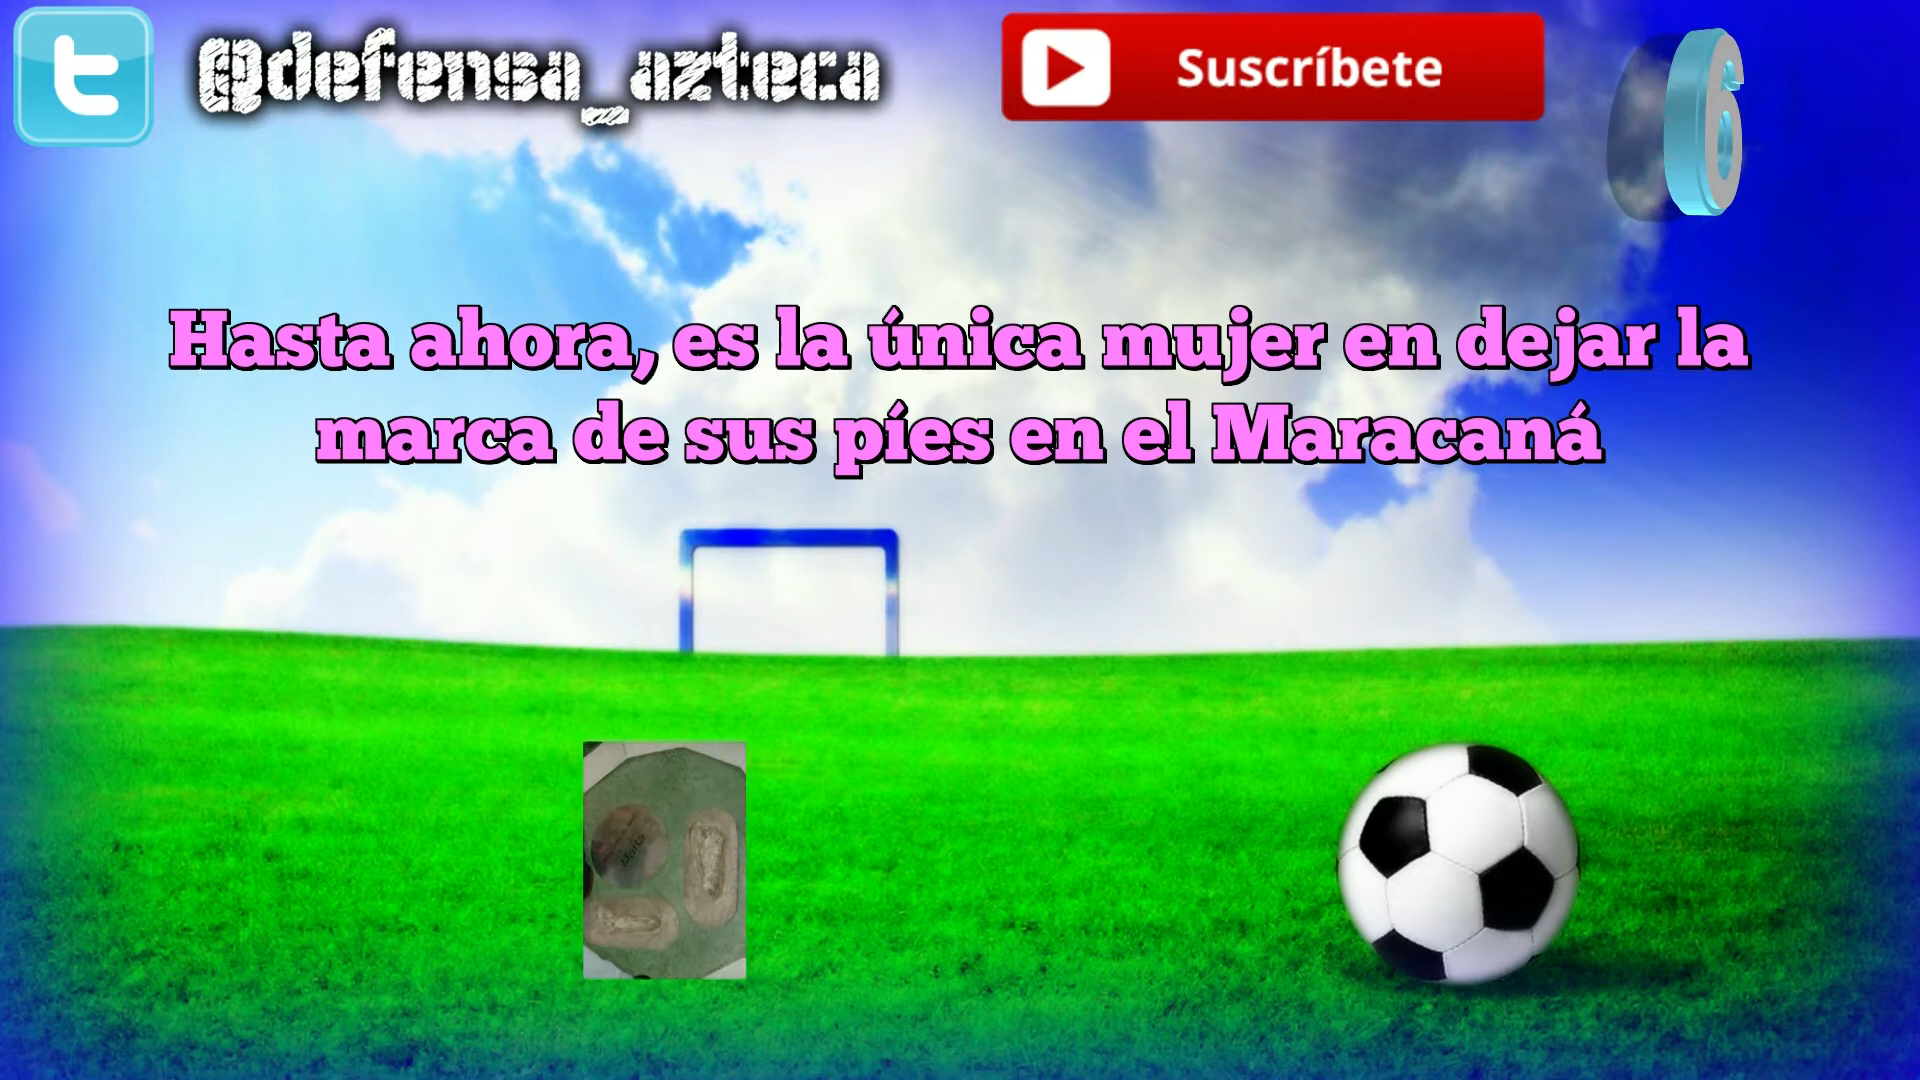 @defensa_azteca
Suscríbete
6
Hasta ahora, es la única mujer en dejar la
marca de sus píes en el Maracaná
Marta